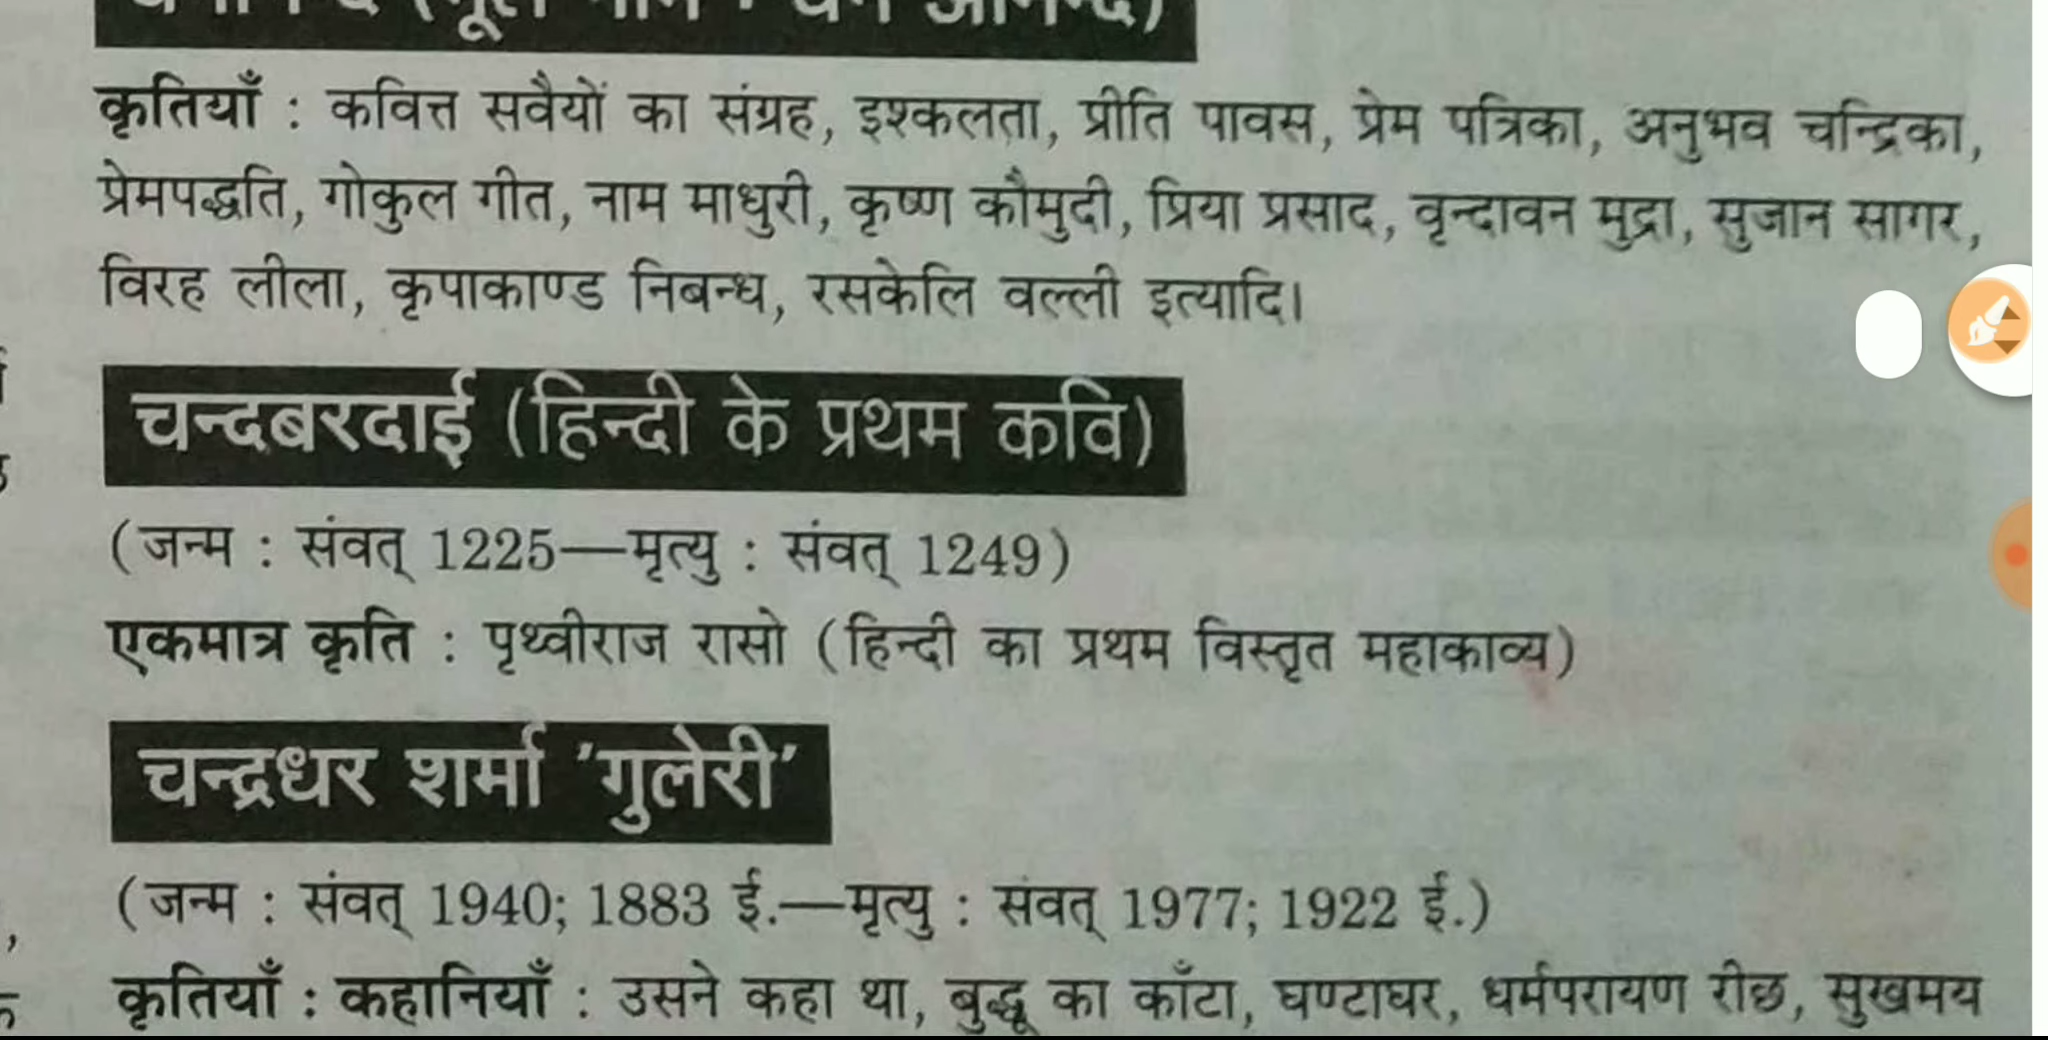 कृतियाँ : कवित्त सवैयों का संग्रह, इश्कलता, प्रीति पावस, प्रेम पत्रिका, अनुभव चन्द्रिका,
प्रेमपद्धति, गोकुल गीत, नाम माधुरी, कृष्ण कौमुदी, प्रिया प्रसाद, वृन्दावन मुद्रा, सुजान सागर,
विरह लीला, कृपाकाण्ड निबन्ध, रसकेलि वल्ली इत्यादि।
चन्दबरदाई (हिन्दी के प्रथम कवि)
(जन्म : संवत् 1225—मृत्यु : संवत् 1249)
एकमात्र कृति : पृथ्वीराज रासो (हिन्दी का प्रथम विस्तृत महाकाव्य)
चन्द्रधर शर्मा 'गुलेरी'
(जन्म : संवत् 1940; 1883 ई.—मृत्यु : संवत् 1977; 1922 ई.)
कृतियाँ : कहानियाँ : उसने कहा था, बुद्धू का काँटा, घण्टाघर, धर्मपरायण रीछ, सुखमय